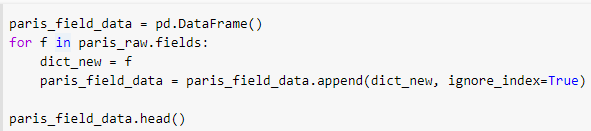 paris_field_data = pd.DataFrame()
for f in paris_raw.fields:
    dict_new = f
    paris_field_data = paris_field_data.append(dict_new, ignore_index=True)

paris_field_data.head()